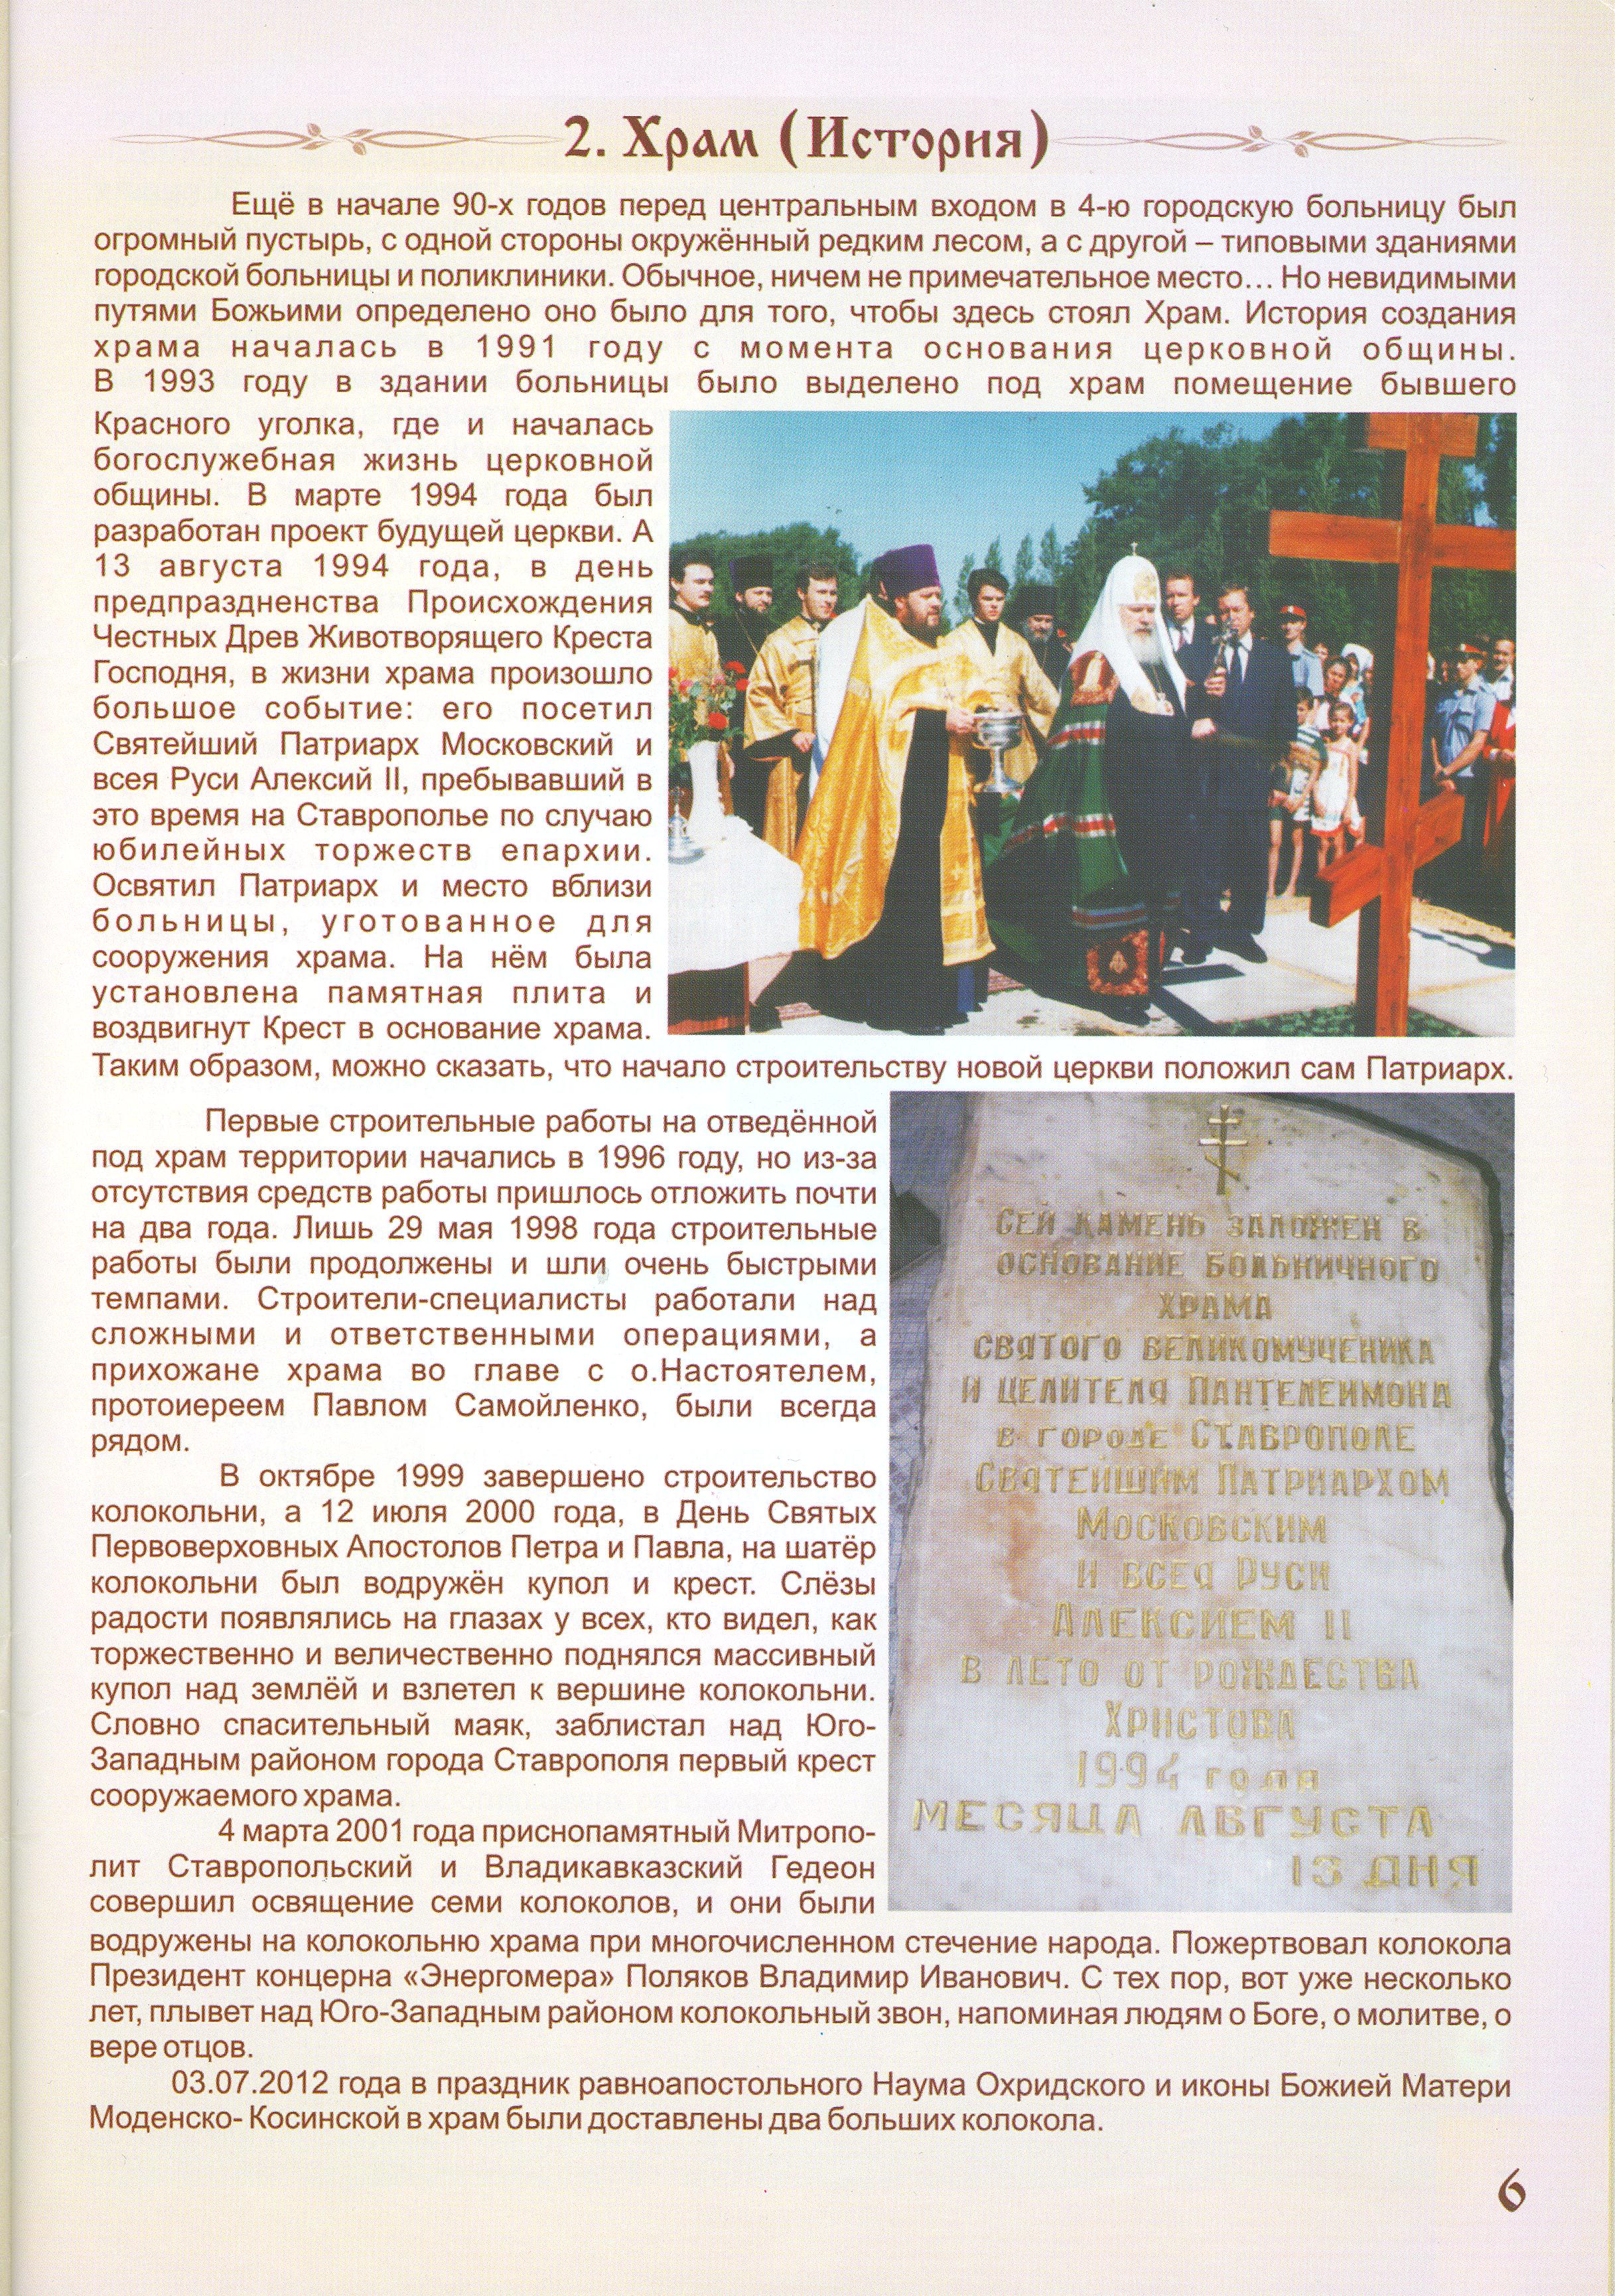 2. Храм (История)
Ещё в начале 90-х годов перед центральным входом в 4-ю городскую больницу был
огромный пустырь, с одной стороны окружённый редким лесом, а с другой – типовыми зданиями
городской больницы и поликлиники. Обычное, ничем не примечательное место... Но невидимыми
путями Божьими определено оно было для того, чтобы здесь стоял Храм. История создания
храма началась в 1991 году с момента основания церковной общины.
В 1993 году в здании больницы было выделено под храм помещение бывшего
Красного уголка, где и началась
богослужебная жизнь церковной
общины. В марте 1994 года был
разработан проект будущей церкви. А
13 августа 1994 года, в день
предпраздненства Происхождения
Честных Древ Животворящего Креста
Господня, в жизни храма произошло
большое событие: его посетил
Святейший Патриарх Московский и
всея Руси Алексий II, пребывавший в
это время на Ставрополье по случаю
юбилейных торжеств епархии.
Освятил Патриарх и место вблизи
больницы, уготованное для
сооружения храма. На нём была
установлена памятная плита и
воздвигнут Крест в основание храма.
Таким образом, можно сказать, что начало строительству новой церкви положил сам Патриарх.
Первые строительные работы на отведённой
под храм территории начались в 1996 году, но из-за
отсутствия средств работы пришлось отложить почти
на два года. Лишь 29 мая 1998 года строительные
работы были продолжены и шли очень быстрыми
темпами. Строители-специалисты работали над
сложными и ответственными операциями, а
прихожане храма во главе с о.Настоятелем,
протоиереем Павлом Самойленко, были всегда
рядом.
В октябре 1999 завершено строительство
колокольни, а 12 июля 2000 года, в День Святых
Первоверховных Апостолов Петра и Павла, на шатёр
колокольни был водружён купол и крест. Слёзы
радости появлялись на глазах у всех, кто видел, как
торжественно и величественно поднялся массивный
купол над землёй и взлетел к вершине колокольни.
Словно спасительный маяк, заблистал над Юго-
Западным районом города Ставрополя первый крест
сооружаемого храма.
4 марта 2001 года приснопамятный Митропо-
лит Ставропольский и Владикавказский Гедеон
совершил освящение семи колоколов, и они были
водружены на колокольню храма при многочисленном стечение народа. Пожертвовал колокола
Президент концерна «Энергомера» Поляков Владимир Иванович. С тех пор, вот уже несколько
лет, плывет над Юго-Западным районом колокольный звон, напоминая людям о Боге, о молитве, о
вере отцов.
03.07.2012 года в праздник равноапостольного Наума Охридского и иконы Божией Матери
Моденско- Косинской в храм были доставлены два больших колокола.
СЕЙ КАМЕНЬ ЗАЛОЖЕН В
ОСНОВАНИЕ БОЛЬНИЧНОГО
ХРАМА
СВЯТОГО ВЕЛИКОМУЧЕНИКА
И ЦЕЛИТЕЛЯ ПАНТЕЛЕИМОНА
В ГОРОДЕ СТАВРОПОЛЕ
СВЯТЕЙШИМ ПАТРИАРХОМ
МОСКОВСКИМ
И ВСЕЯ РУСИ
АЛЕКСИЕМ II
В ЛЕТО ОТ РОЖДЕСТВА
ХРИСТОВА
1994 ГОДА
МЕСЯЦА АВГУСТА
13 ДНЯ
6